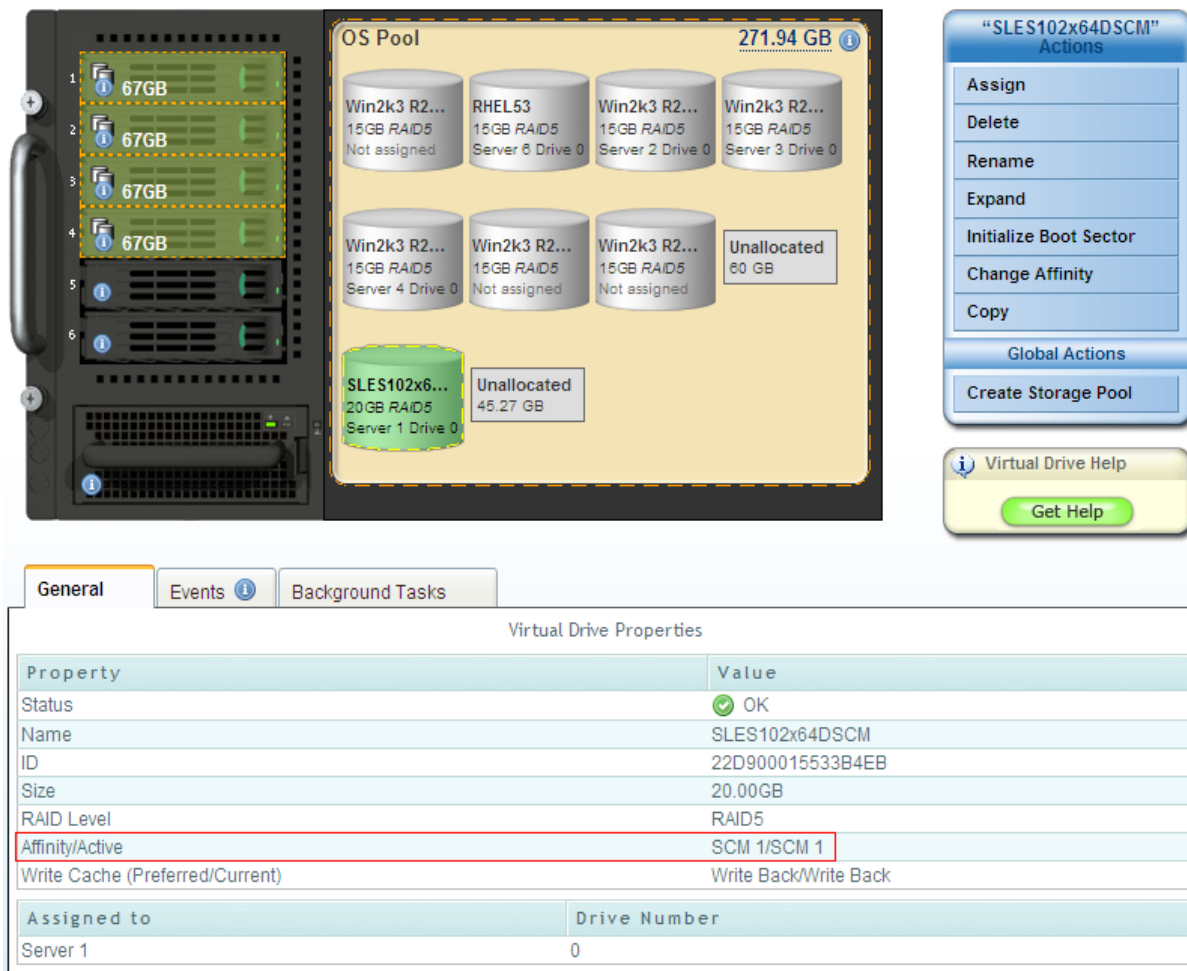 OS Pool 271.94 GB
1 67GB
2 67GB
3 67GB
4 67GB
5
6
Win2k3 R2... RHEL53 Win2k3 R2... Win2k3 R2...
15GB RAID5 15GB RAID5 15GB RAID5 15GB RAID5
Not assigned Server 6 Drive 0 Server 2 Drive 0 Server 3 Drive 0
Win2k3 R2... Win2k3 R2... Win2k3 R2... Unallocated
15GB RAID5 15GB RAID5 15GB RAID5 60 GB
Server 4 Drive 0 Not assigned Not assigned
SLES102x6... Unallocated
20GB RAID5 45.27 GB
Server 1 Drive 0
“SLES102x64DSCM”
Actions
Assign
Delete
Rename
Expand
Initialize Boot Sector
Change Affinity
Copy
Global Actions
Create Storage Pool
Virtual Drive Help
Get Help
General Events Background Tasks
Virtual Drive Properties
Property Value
Status OK
Name SLES102x64DSCM
ID 22D900015533B4EB
Size 20.00GB
RAID Level RAID5
Affinity/Active SCM 1/SCM 1
Write Cache (Preferred/Current) Write Back/Write Back
Assigned to Drive Number
Server 1 0